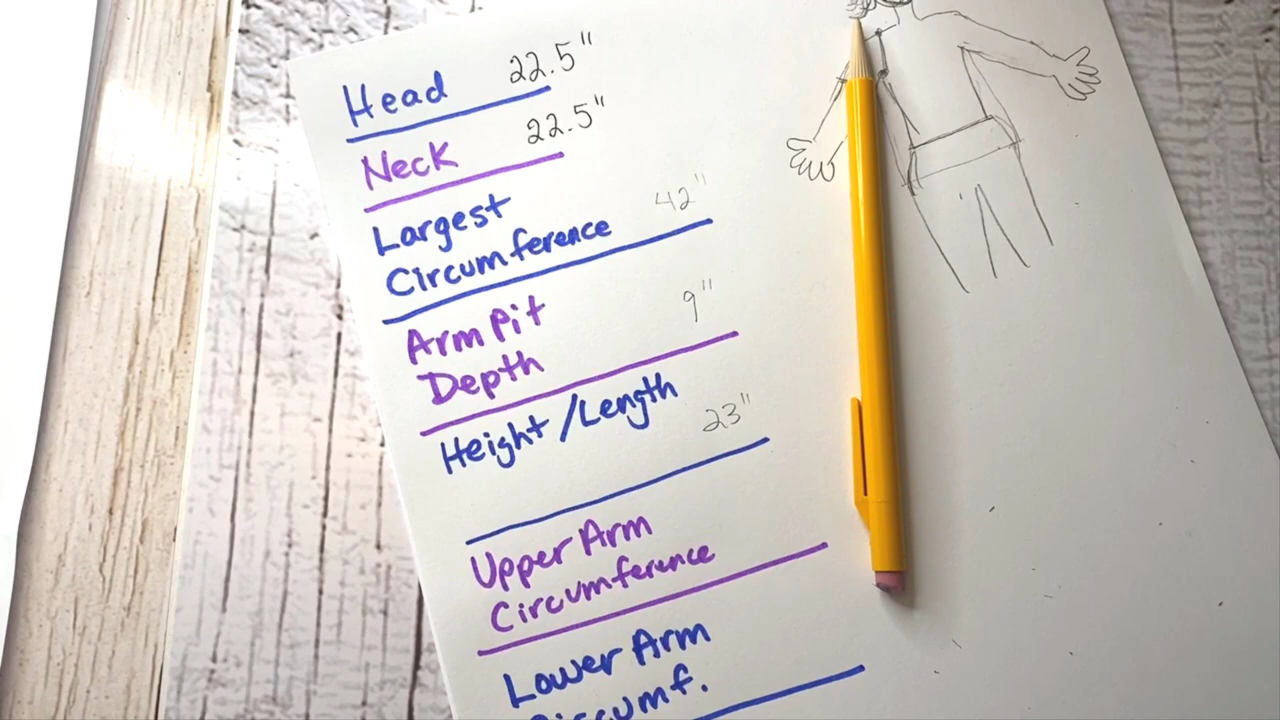 Head 22.5"
Neck 22.5"
Largest
Circumference 42"
Arm Pit
Depth 9"
Height/Length 23"
Upper Arm
Circumference
Lower Arm
Circumf.